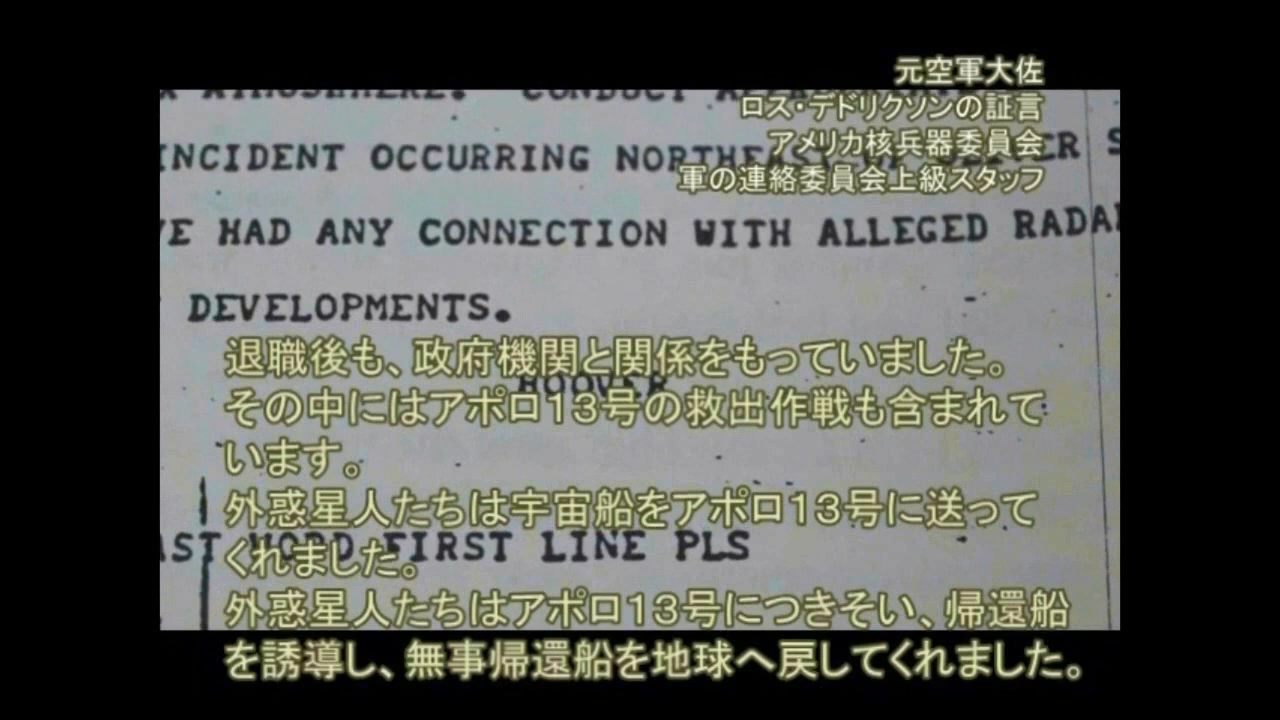 元空軍大佐
ロス・デドリクソンの証言
アメリカ核兵器委員会
軍の連絡委員会上級スタッフ
INCIDENT OCCURRING
HAD ANY CONNECTION WITH ALLEGED
DEVELOPMENTS.
退職後も、政府機関と関係をもっていました。
HOOVER
その中にはアポロ13号の救出作戦も含まれて
います。
外惑星人たちは宇宙船をアポロ13号に送って
WORD FIRST LINE PLS
くれました。
外惑星人たちはアポロ13号につきそい、帰還船
を誘導し、無事帰還船を地球へ戻してくれました。